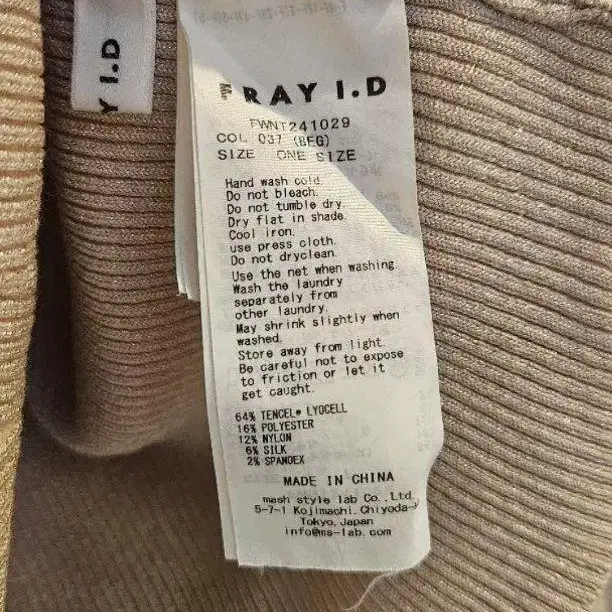 Y I.D
Mr. RAY I.D
FWNT241029
COL 037 (BEG)
SIZE ONE SIZE
Hand wash cold.
Do not bleach.
Do not tumble dry.
Dry flat in shade.
Cool iron.
use press cloth.
Do not dryclean.
Use the net when washing
Wash the laundry
separately from
other laundry.
May shrink slightly when
washed.
Store away from light.
Be careful not to expose
to friction or let it
get caught.
64% TENCEL® LYOCELL
16% POLYESTER
12% NYLON
6% SILK
2% SPANDEX
MADE IN CHINA
mash style lab Co.,Ltd.
5-7-1 Kojimachi.Chiyoda-
Tokyo.Japan
info@ms-lab.com